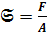 𝕾 = F/A